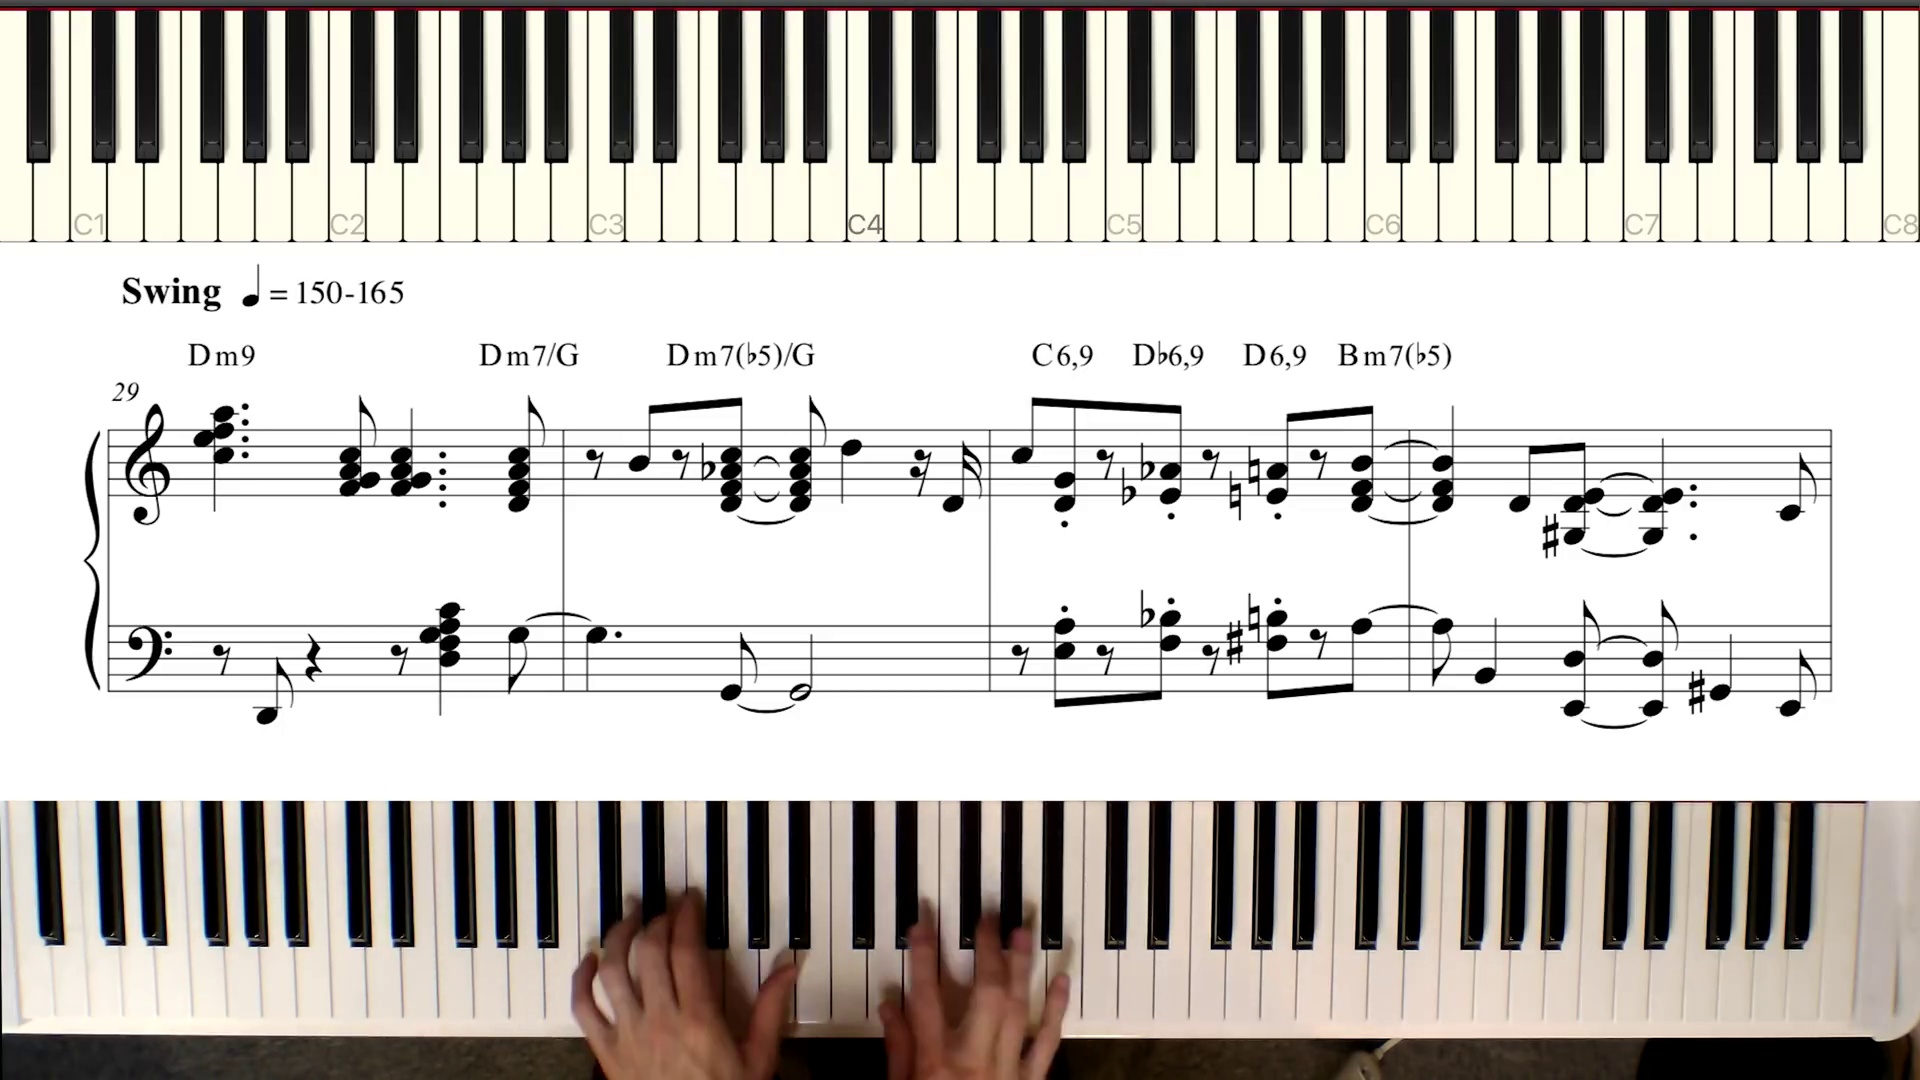 C1 C2 C3 C4 C5 C6 C7 C8
Swing ♩ = 150-165
Dm9 Dm7/G Dm7(♭5)/G C6,9 D♭6,9 D6,9 Bm7(♭5)
29